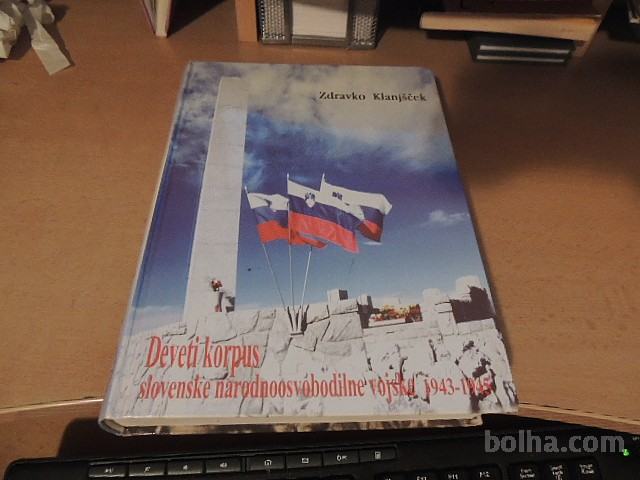 Zdravko Klanjšček
Deveti korpus
slovenske narodnoosvobodilne vojske 1943-1945
bolha.com